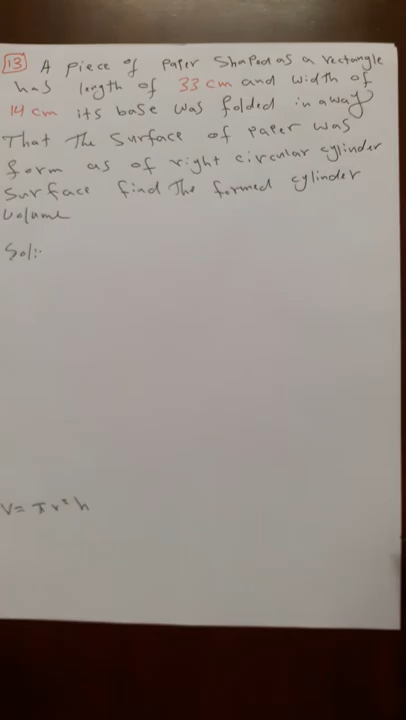 13 A piece of Paper Shaped as a rectangle
has length of 33 cm and width of
14 cm its base was folded in away
That The Surface of paper was
form as of right circular cylinder
Surface find The formed cylinder
Volume
Sol:
V= πr²h